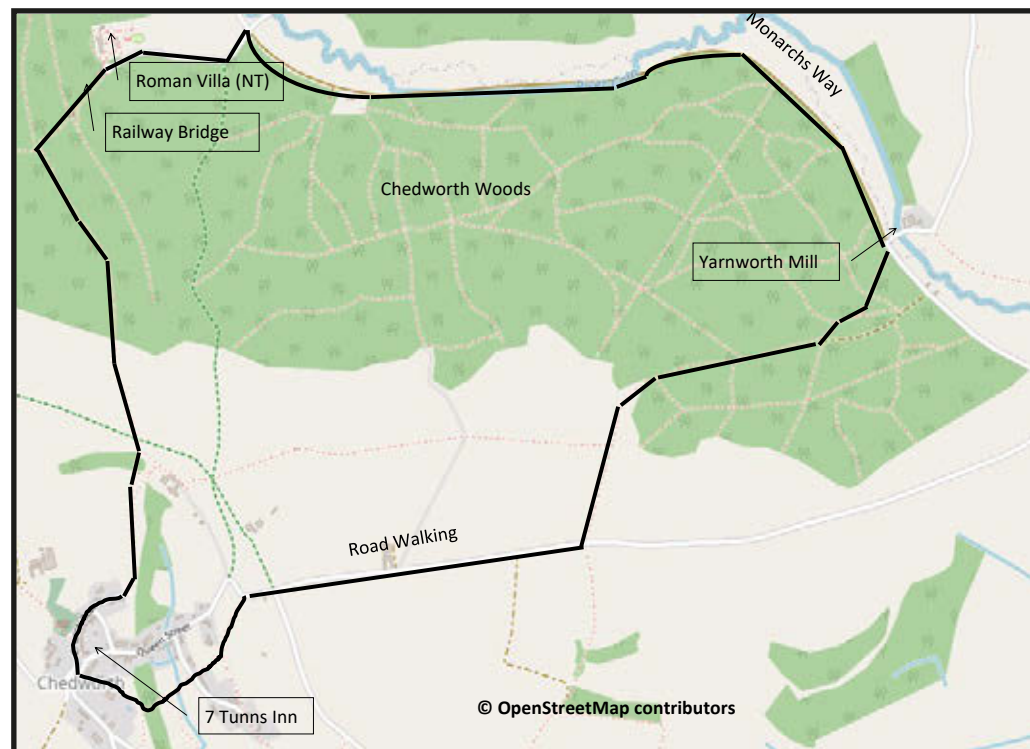 Roman Villa (NT)
Monarchs Way
Railway Bridge
Chedworth Woods
Yarnworth Mill
Road Walking
Queen Street
Chedworth
7 Tunns Inn
© OpenStreetMap contributors